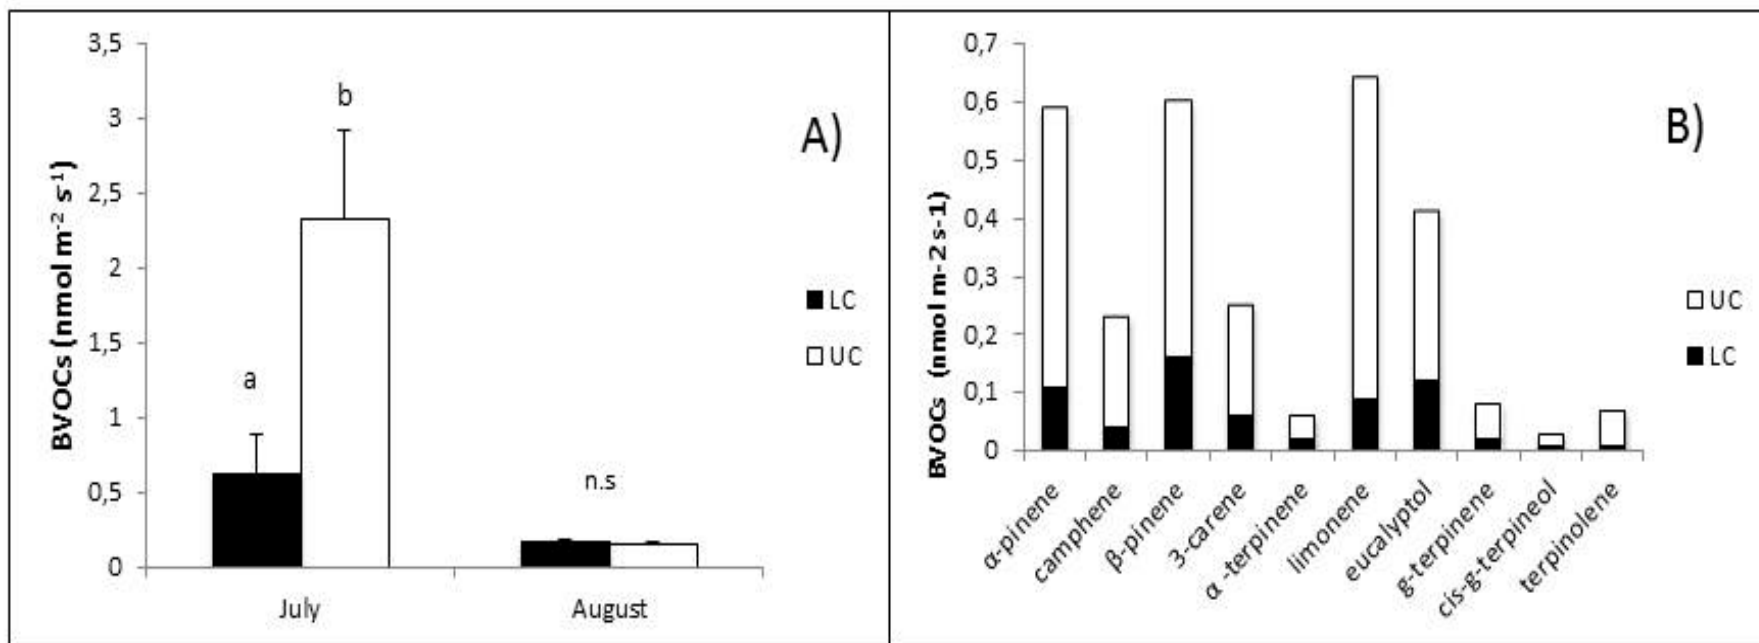 3,5
3
2,5
2
1,5
1
0,5
0
BVOCs (nmol m-2 s-1)
a
b
n.s
July
August
A)
LC
UC
0,7
0,6
0,5
0,4
0,3
0,2
0,1
0
BVOCs (nmol m-2 s-1)
α-pinene
camphene
β-pinene
3-carene
α -terpinene
limonene
eucalyptol
g-terpinene
cis-g-terpineol
terpinolene
B)
UC
LC